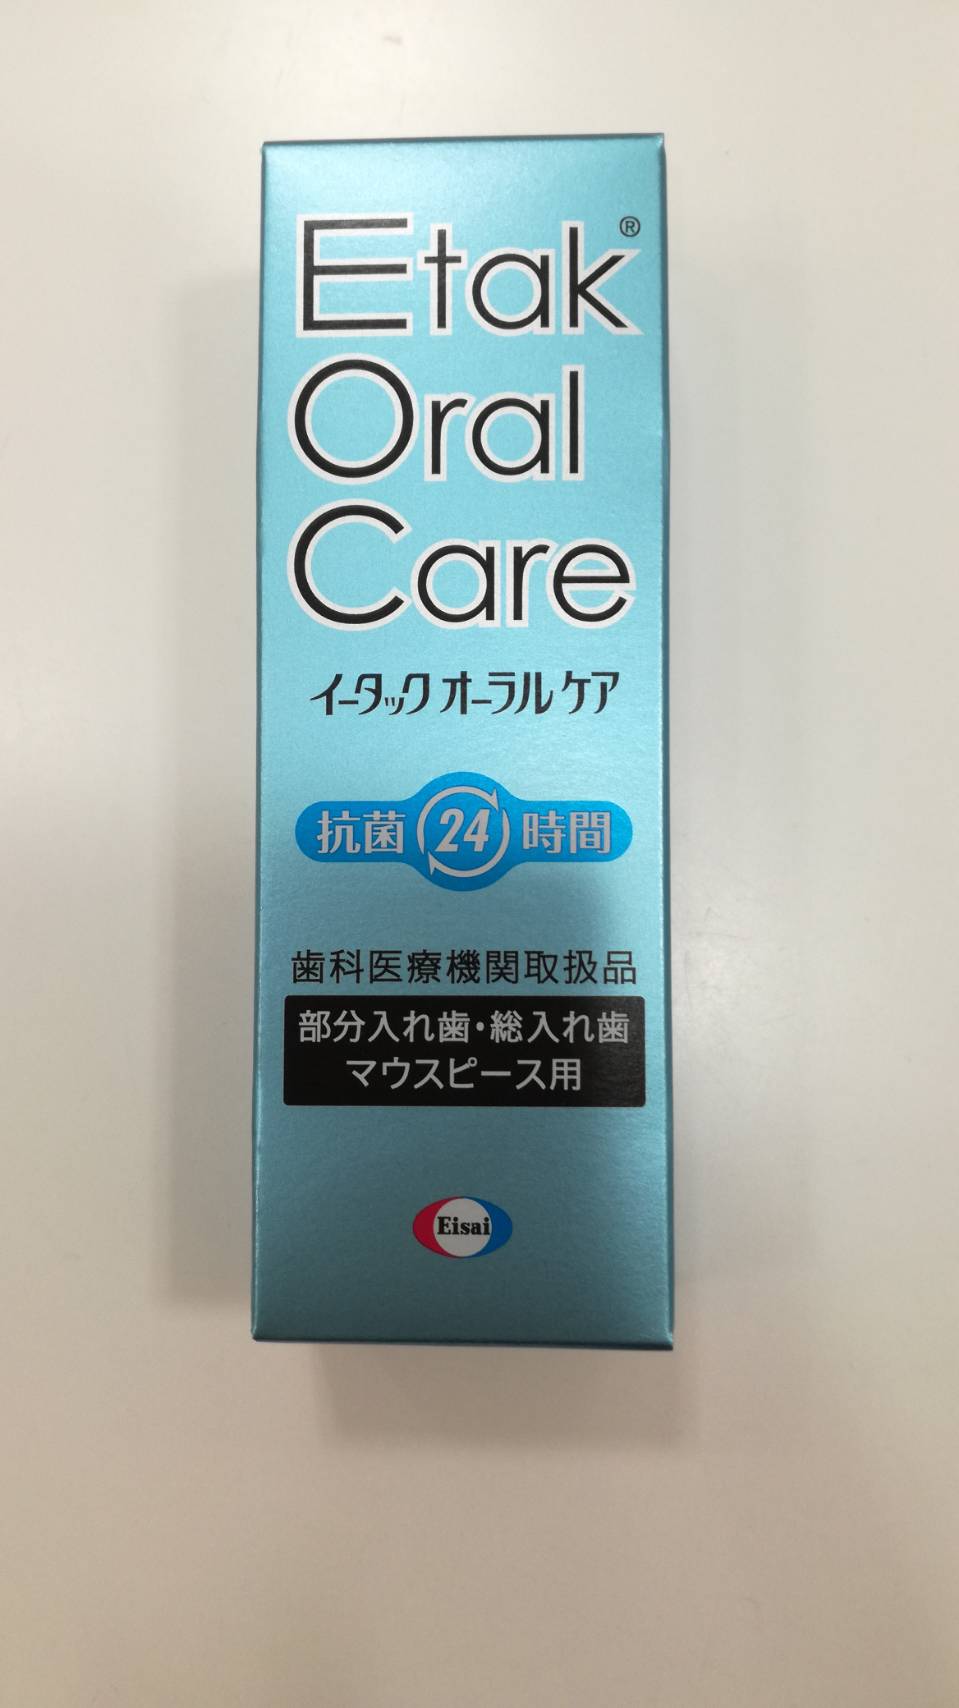 Etak®
Oral
Care
イータック オーラルケア
抗菌 24 時間
歯科医療機関取扱品
部分入れ歯・総入れ歯
マウスピース用
Eisai